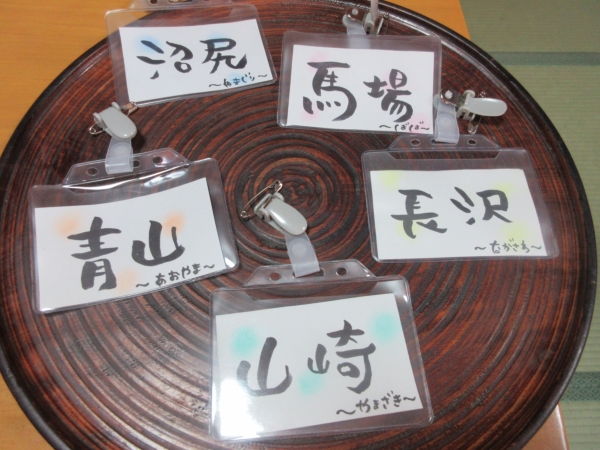 沼尻
～ぬまじり～
馬場
～ばば～
青山
～あおやま～
長沢
～ながさわ～
山崎
～やまざき～